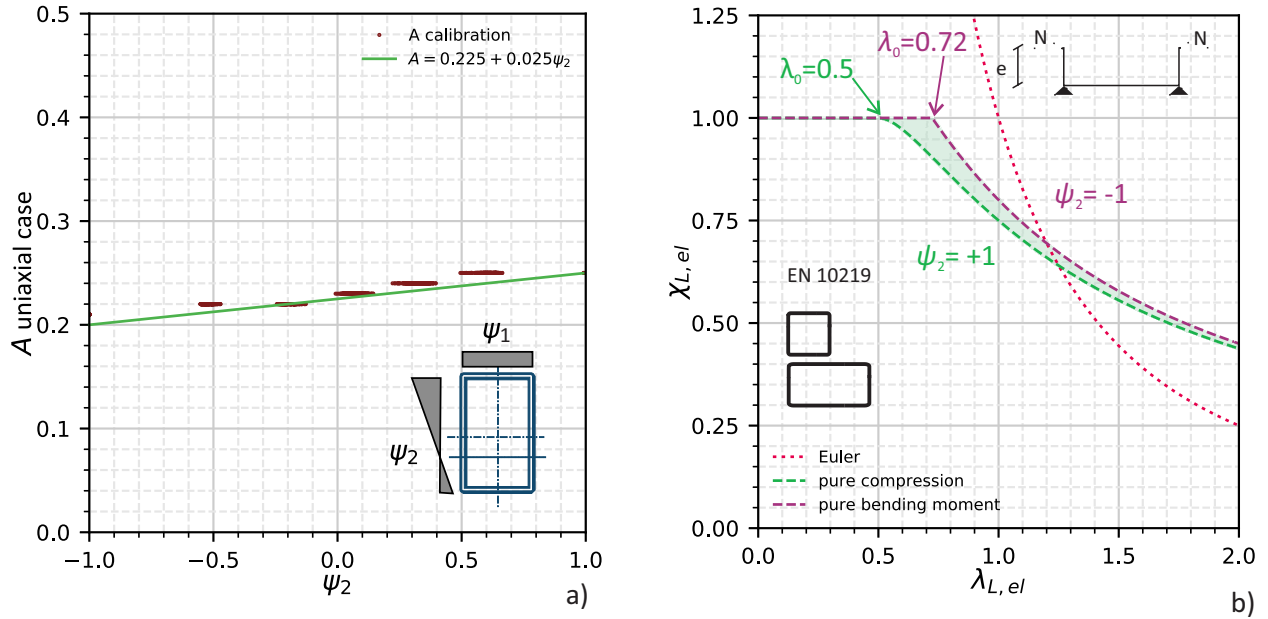 0.5
0.4
0.3
0.2
0.1
0.0
A uniaxial case
A calibration
A = 0.225 + 0.025ψ₂
ψ₁
ψ₂
−1.0
−0.5
0.0
0.5
1.0
ψ₂
a)
1.25
1.00
0.75
0.50
0.25
0.00
χL, el
λ₀=0.72
λ₀=0.5
N
N
e
ψ₂= -1
ψ₂= +1
EN 10219
Euler
pure compression
pure bending moment
0.0
0.5
1.0
1.5
2.0
λL, el
b)